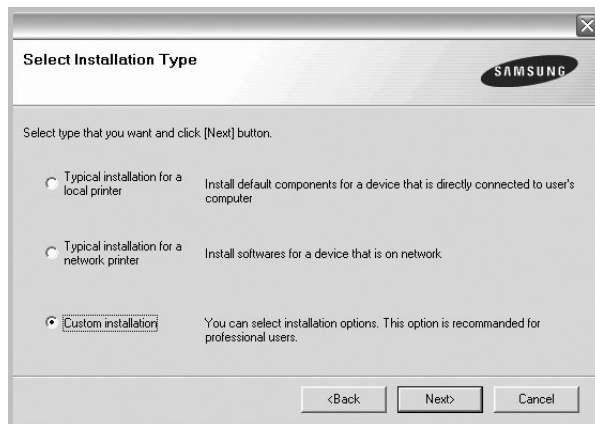 Select Installation Type
SAMSUNG
Select type that you want and click [Next] button.
Typical installation for a
local printer
Install default components for a device that is directly connected to user's
computer
Typical installation for a
network printer
Install softwares for a device that is on network
Custom installation
You can select installation options. This option is recommanded for
professional users.
<Back
Next>
Cancel